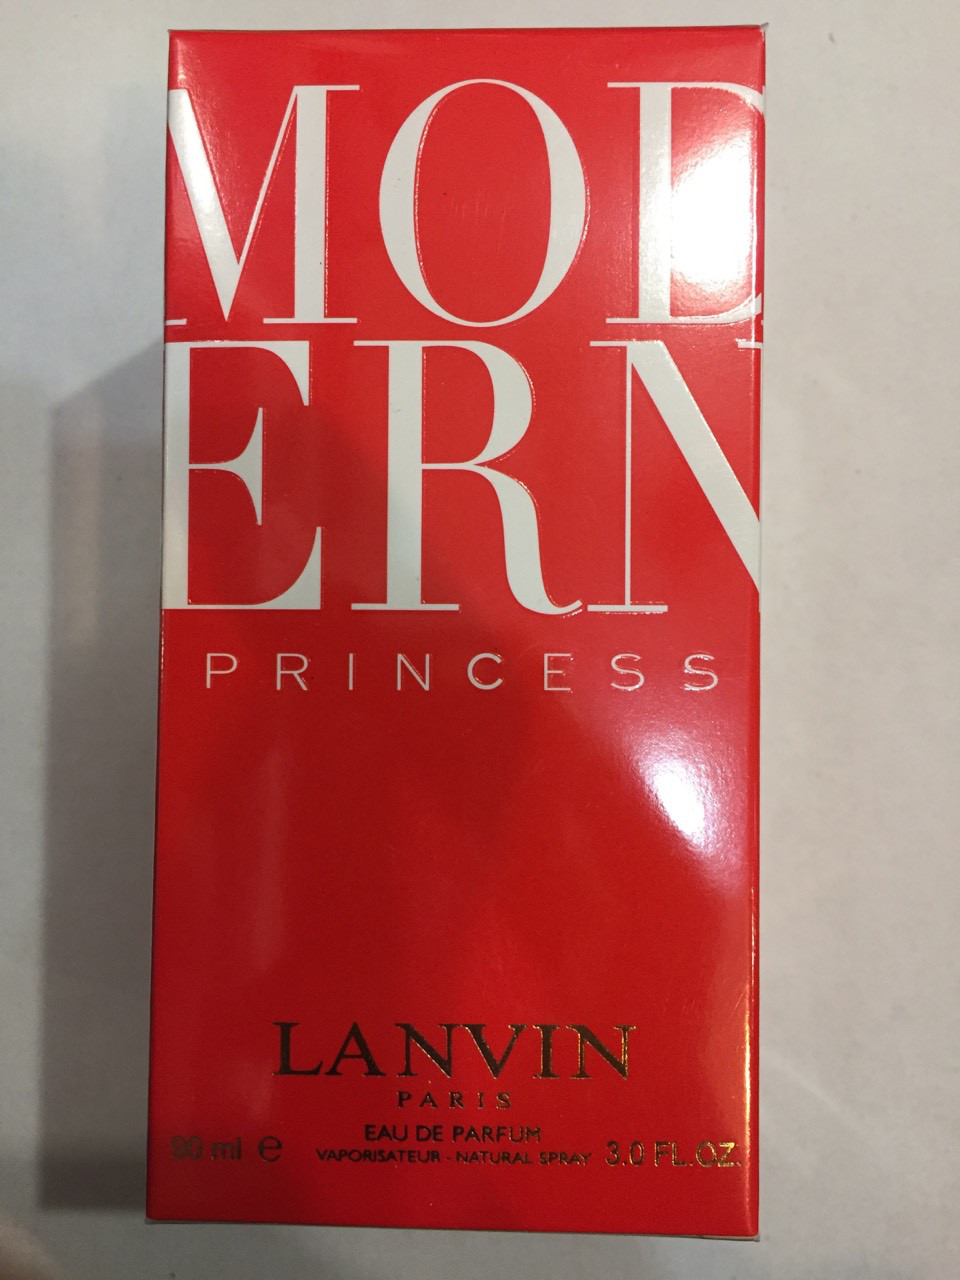 MOD
ERN
PRINCESS
LANVIN
PARIS
EAU DE PARFUM
90 ml e VAPORISATEUR - NATURAL SPRAY 3.0 FL.OZ.